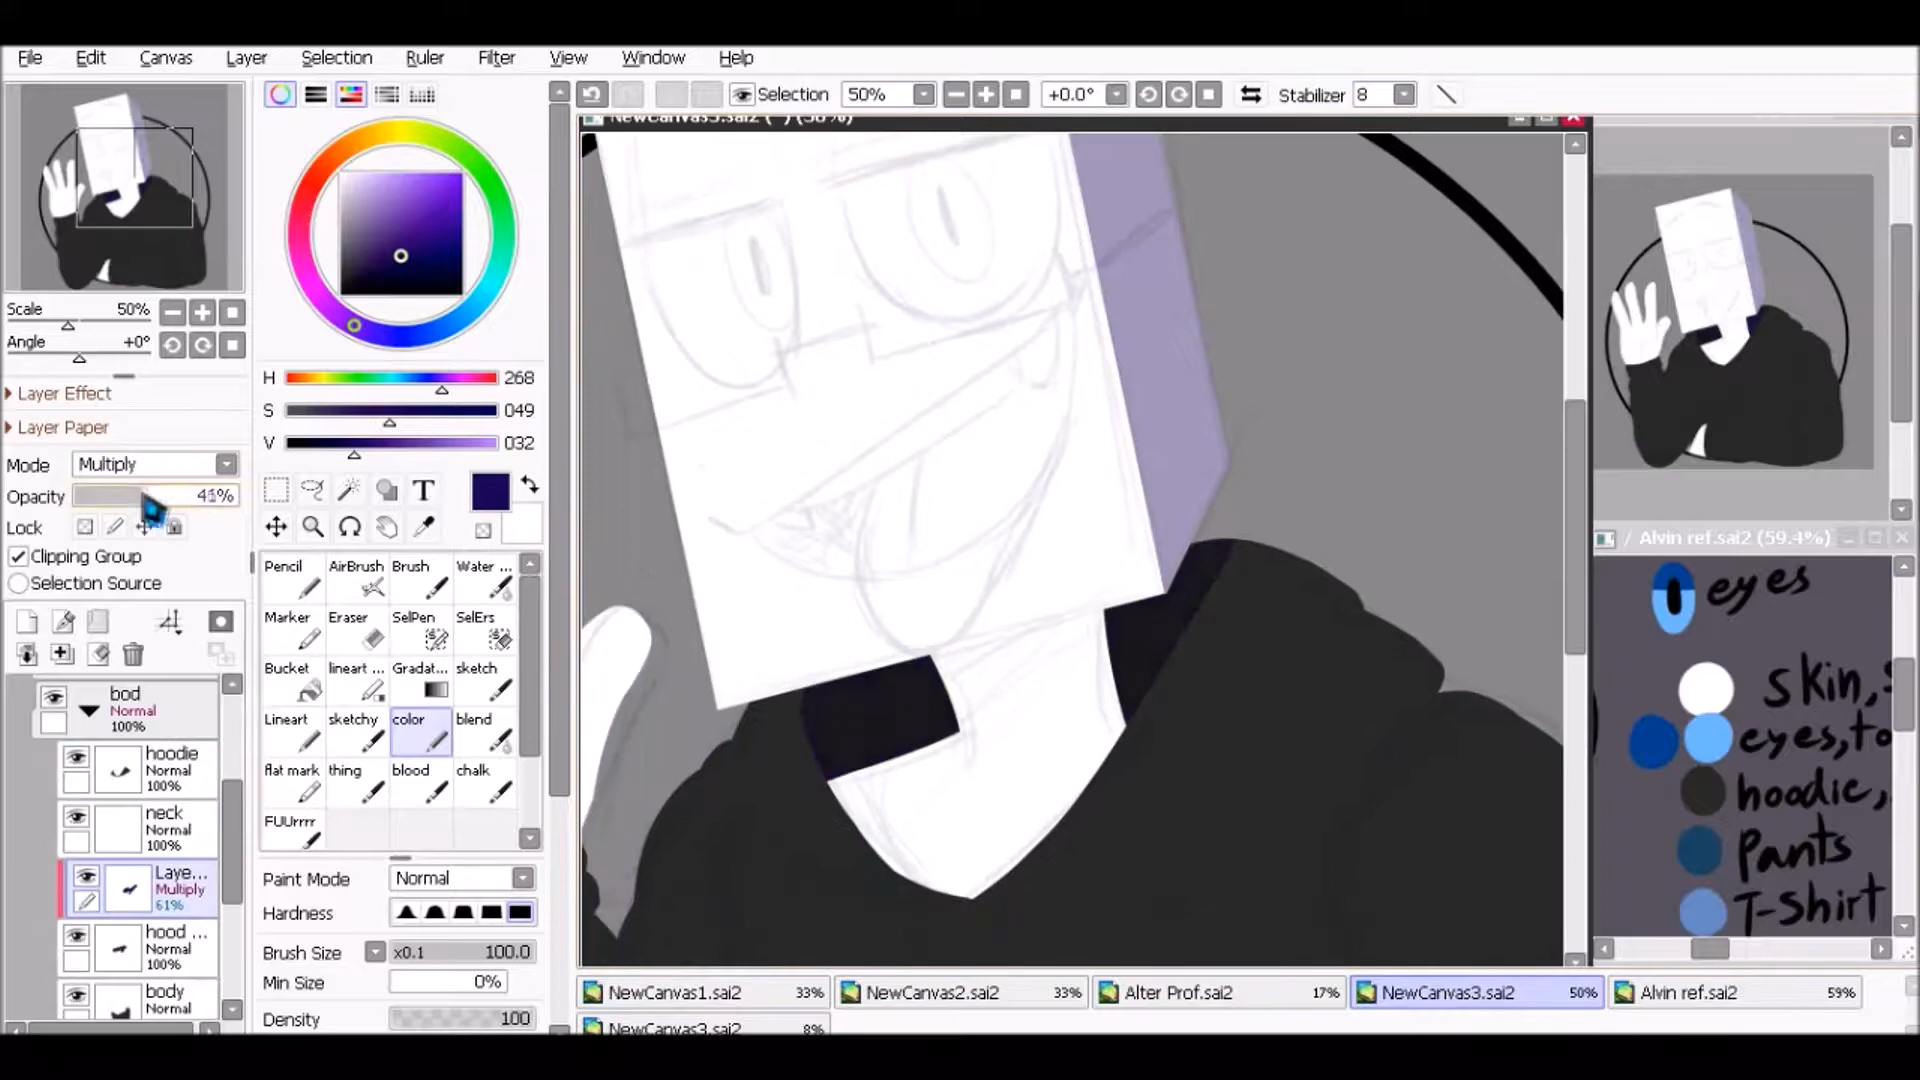 File Edit Canvas Layer Selection Ruler Filter View Window Help
Selection 50% +0.0° Stabilizer 8
NewCanvas3.sai2
Scale 50%
Angle +0°
Layer Effect
Layer Paper
Mode Multiply
Opacity
Lock
Clipping Group
Selection Source
bod
Normal
100%
hoodie
Normal
100%
neck
Normal
100%
Laye...
Multiply
61%
hood ...
Normal
100%
body
Normal
H 268
S 049
V 032
T
Pencil AirBrush Brush Water ...
Marker Eraser SelPen SelErs
Bucket lineart ... Gradat... sketch
Lineart sketchy color blend
flat mark thing blood chalk
FUUrrrr
Paint Mode Normal
Hardness
Brush Size x0.1 100.0
Min Size 0%
Density 100
Alvin ref.sai2 (59.4%)
eyes
skin,
eyes,to
hoodie,
Pants
T-shirt
NewCanvas1.sai2 33% NewCanvas2.sai2 33% Alter Prof.sai2 17% NewCanvas3.sai2 50% Alvin ref.sai2 59%
NewCanvas3.sai2 8%